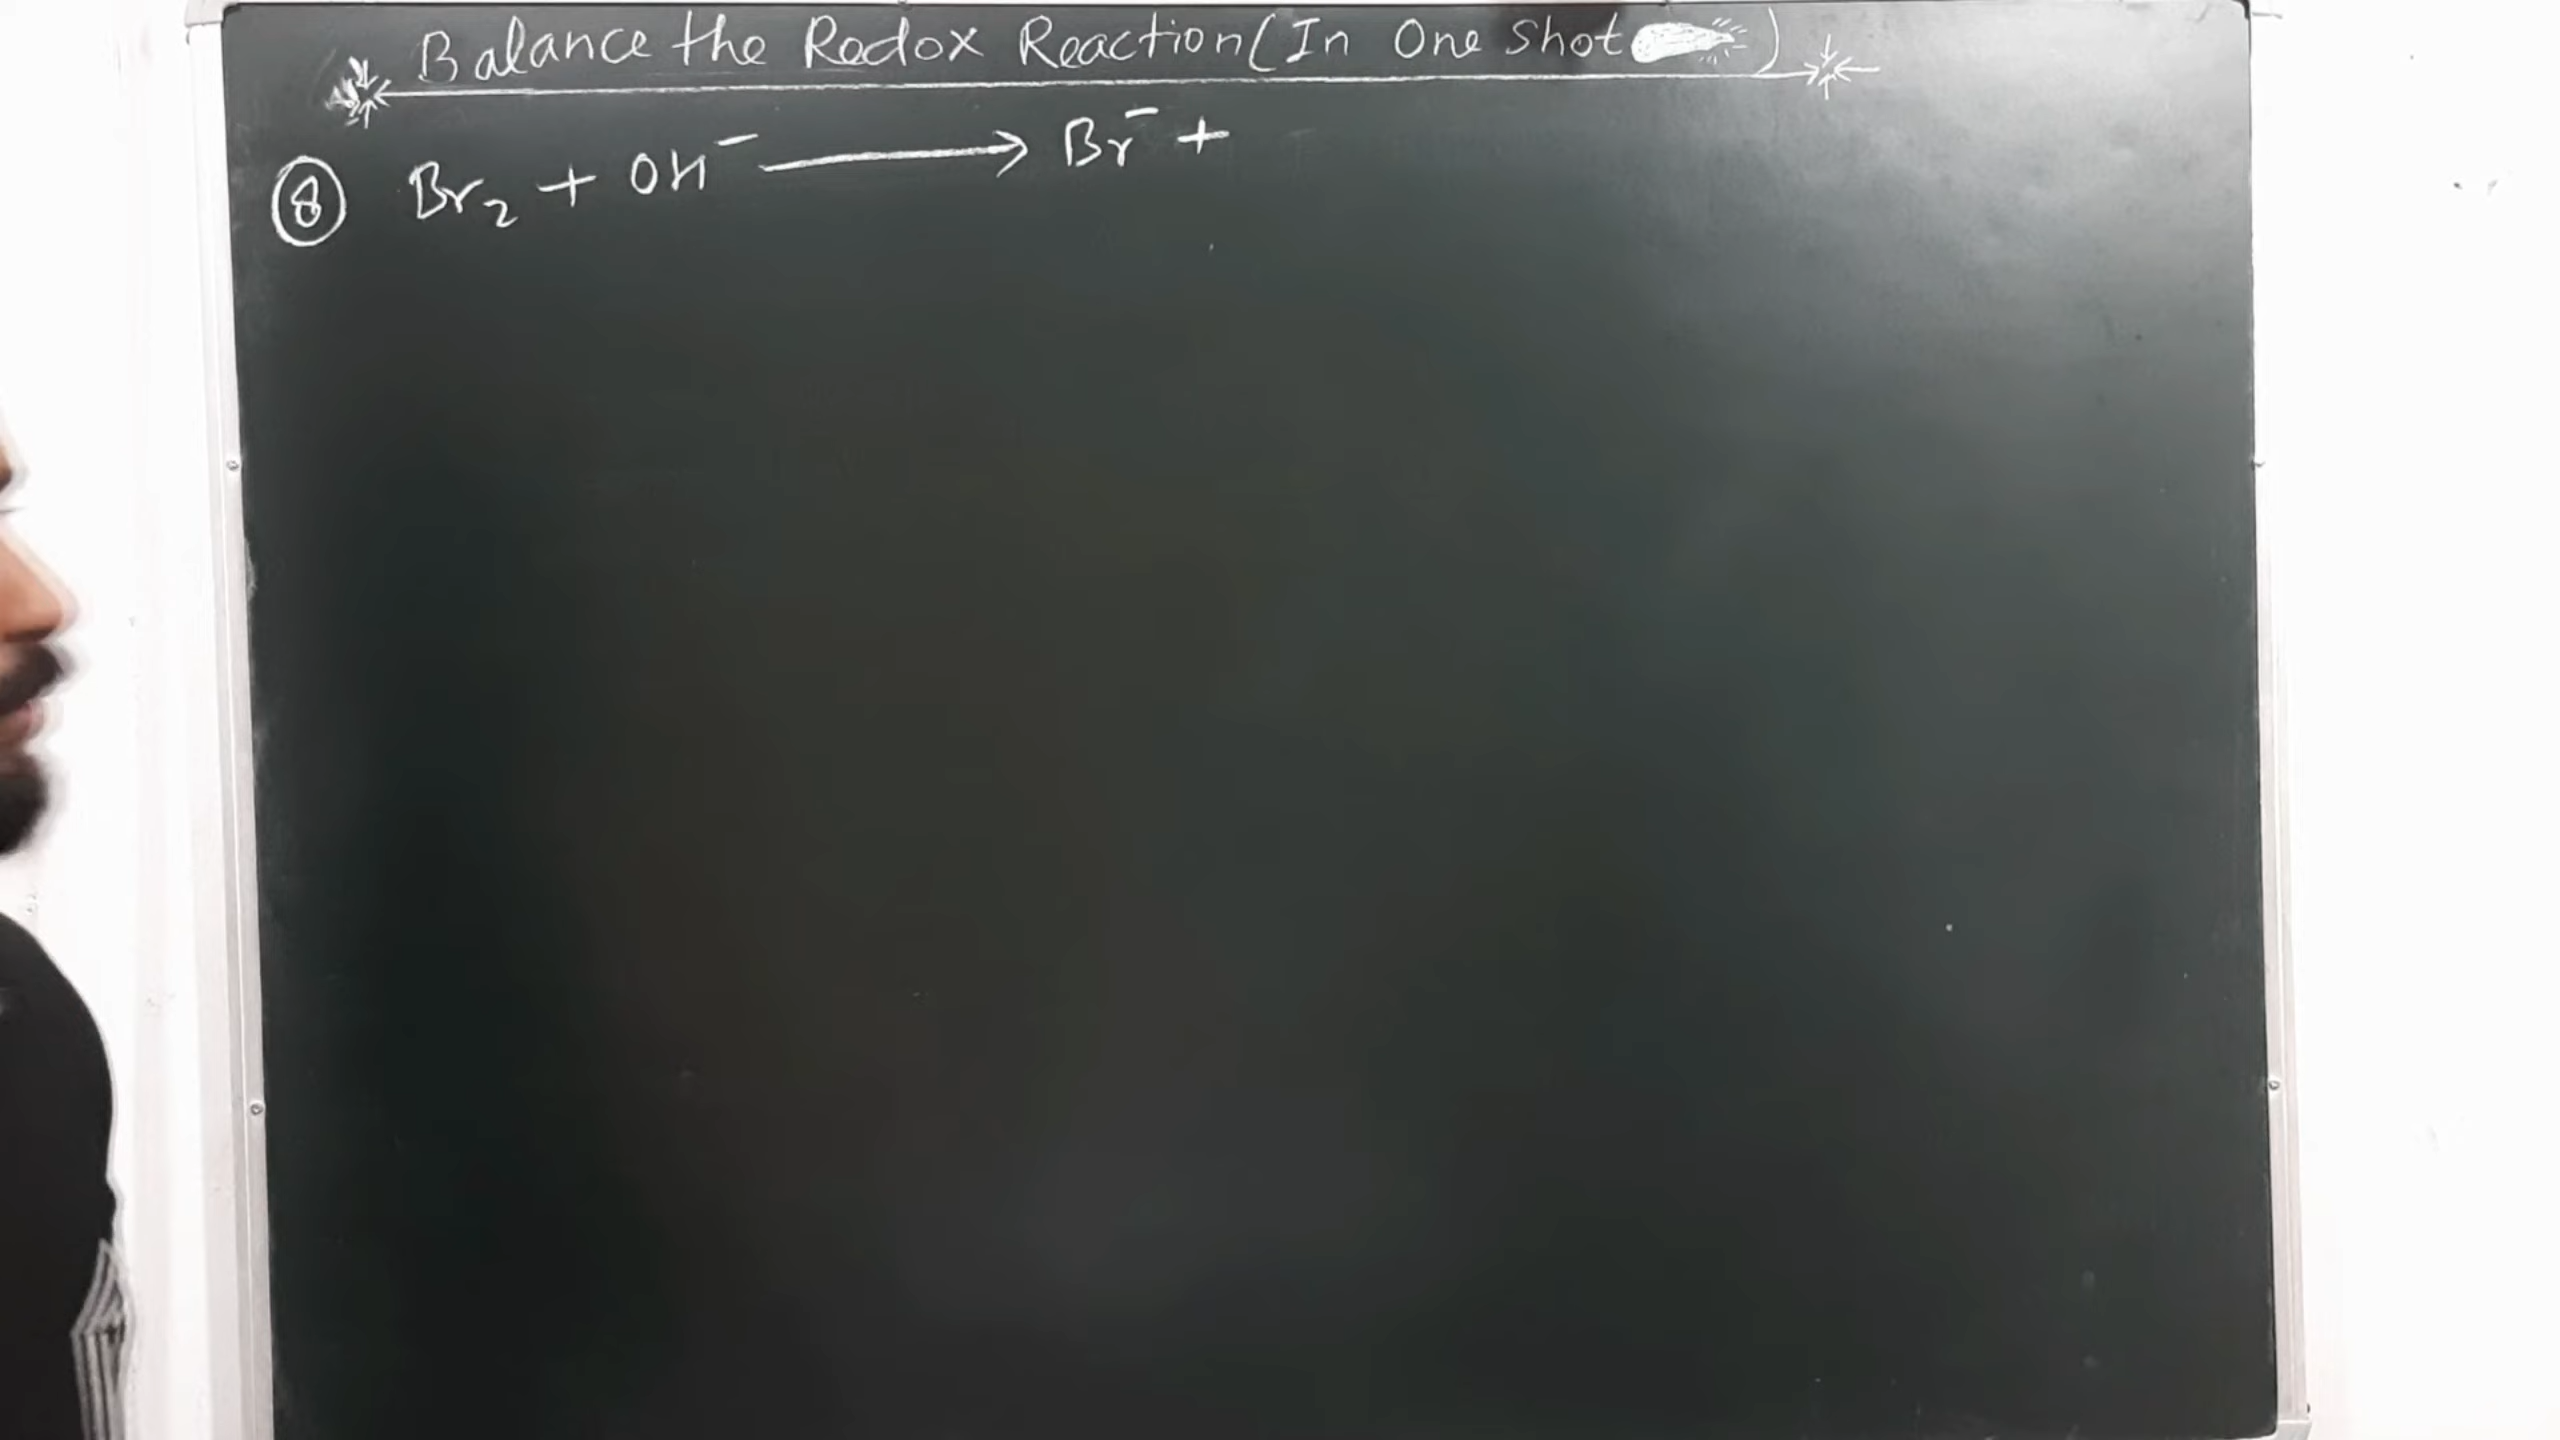 Balance the Redox Reaction (In One Shot)
⑧ Br₂ + OH⁻ ⟶ Br⁻ +